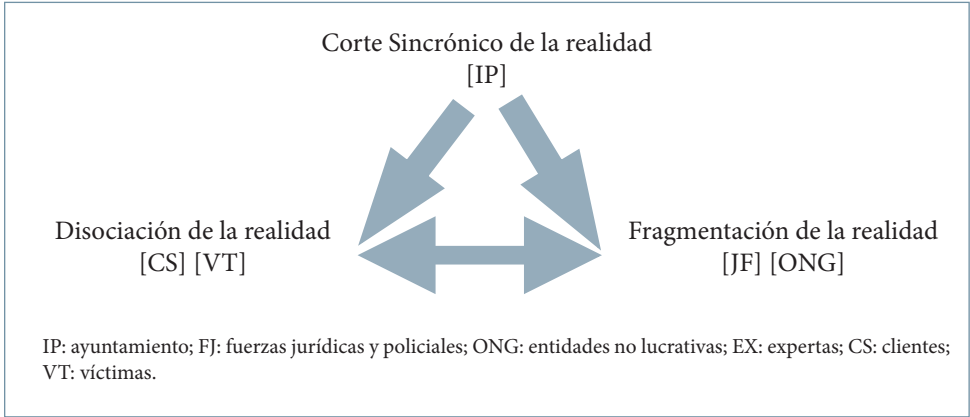 Corte Sincrónico de la realidad
[IP]
Disociación de la realidad
[CS] [VT]
Fragmentación de la realidad
[JF] [ONG]
IP: ayuntamiento; FJ: fuerzas jurídicas y policiales; ONG: entidades no lucrativas; EX: expertas; CS: clientes;
VT: víctimas.